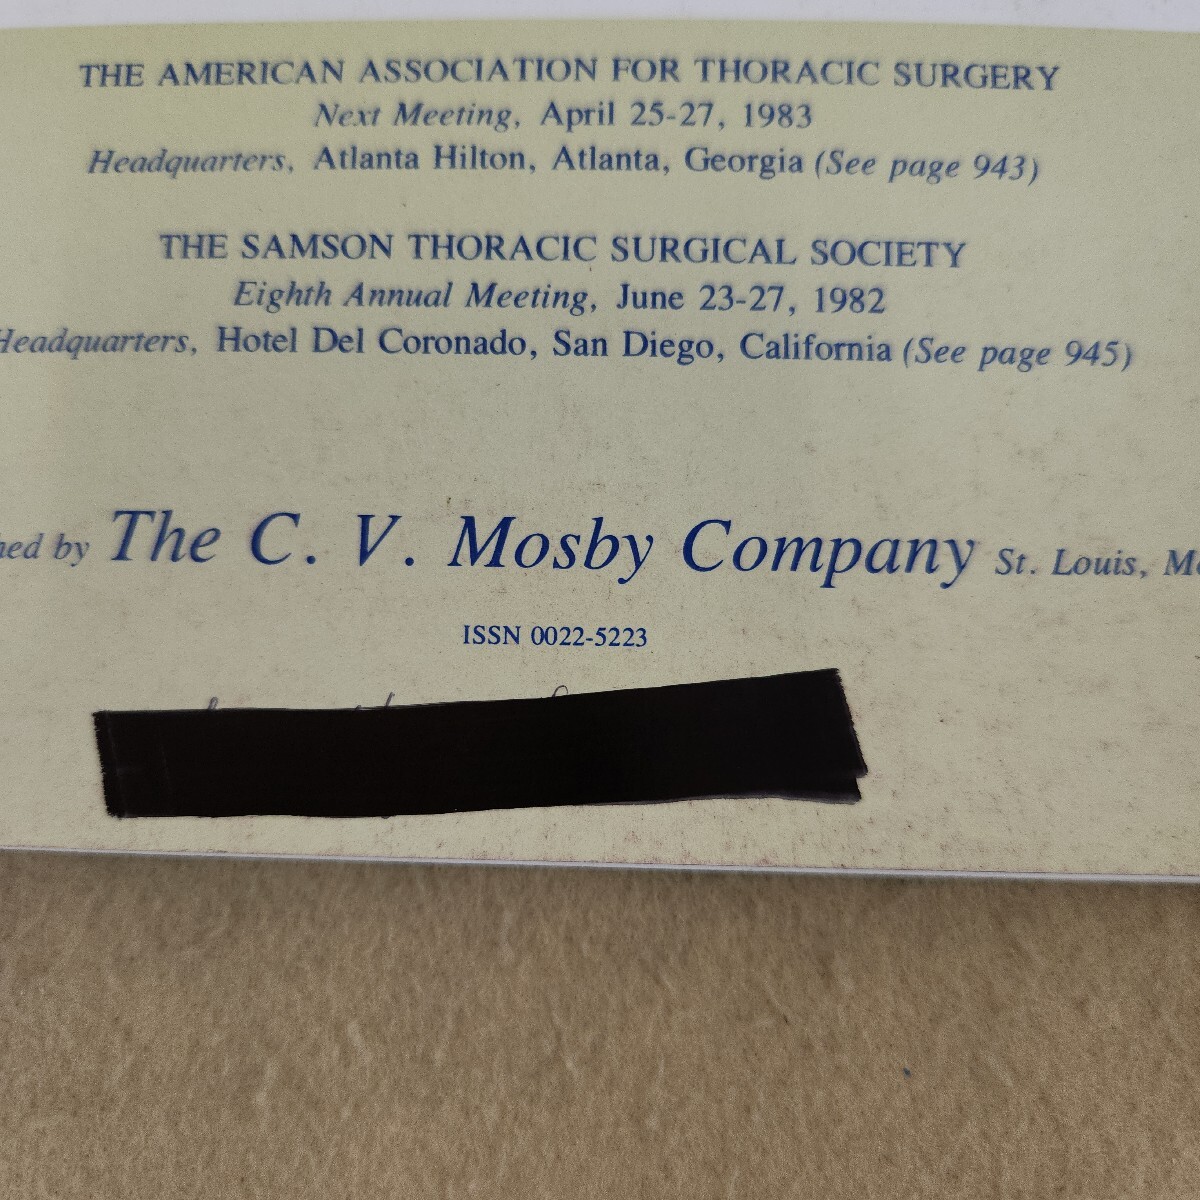 THE AMERICAN ASSOCIATION FOR THORACIC SURGERY
Next Meeting, April 25-27, 1983
Headquarters, Atlanta Hilton, Atlanta, Georgia (See page 943)
THE SAMSON THORACIC SURGICAL SOCIETY
Eighth Annual Meeting, June 23-27, 1982
Headquarters, Hotel Del Coronado, San Diego, California (See page 945)
hed by The C. V. Mosby Company St. Louis, M
ISSN 0022-5223